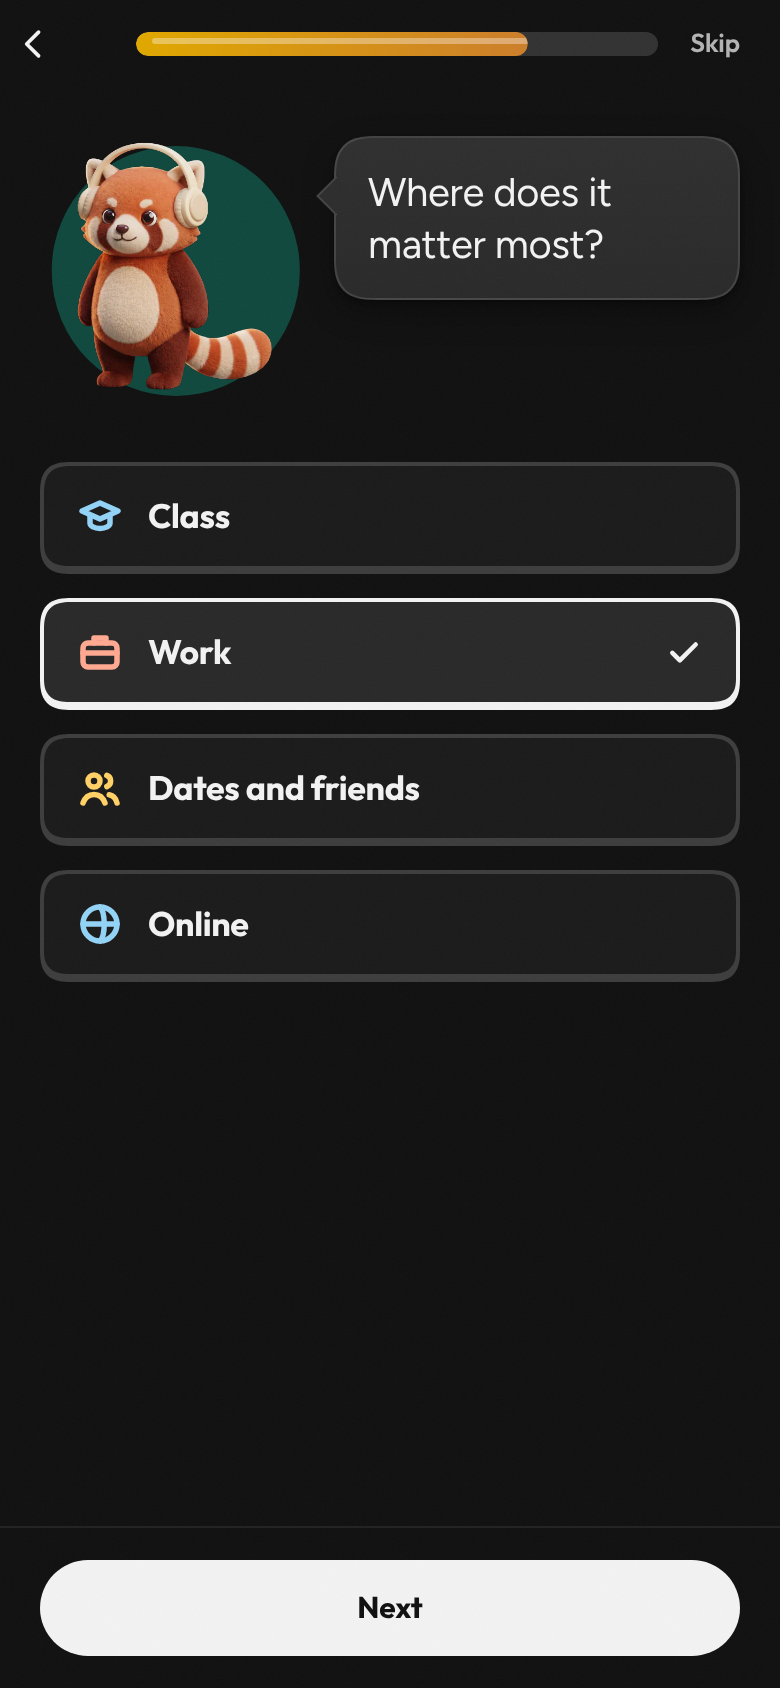 Skip
Where does it
matter most?
Class
Work
Dates and friends
Online
Next